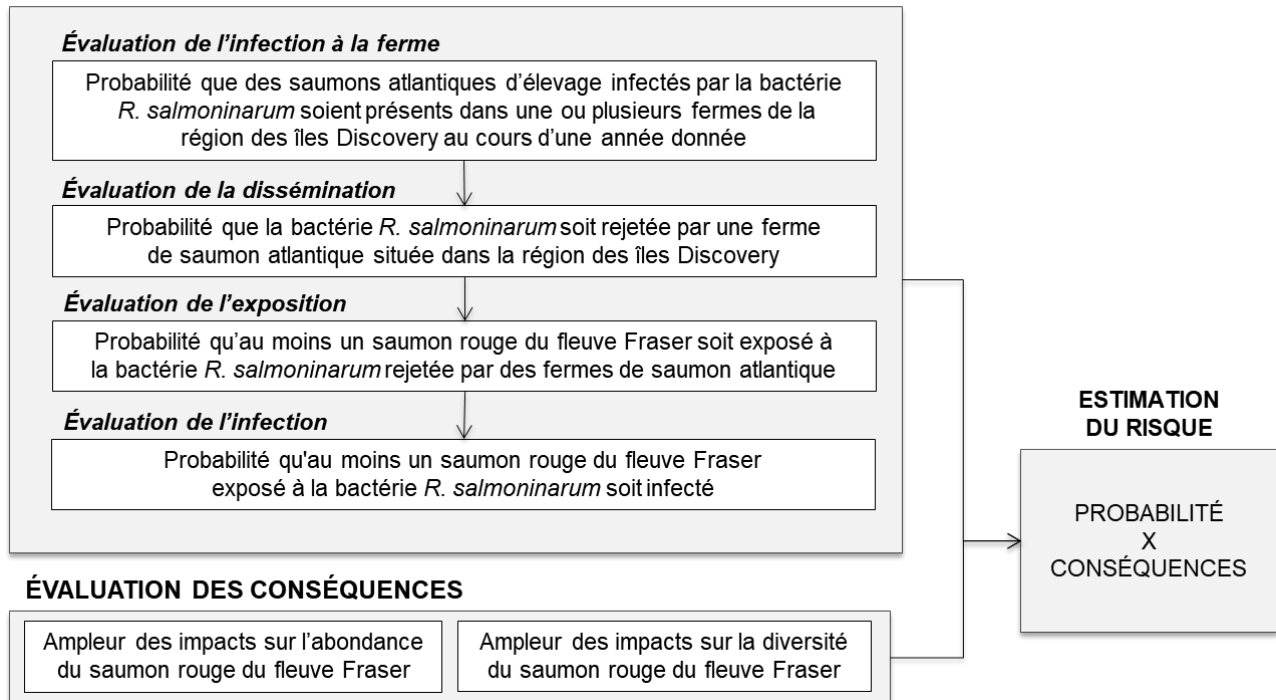 Évaluation de l'infection à la ferme
Probabilité que des saumons atlantiques d'élevage infectés par la bactérie
R. salmoninarum soient présents dans une ou plusieurs fermes de la
région des îles Discovery au cours d'une année donnée
Évaluation de la dissémination
Probabilité que la bactérie R. salmoninarum soit rejetée par une ferme
de saumon atlantique située dans la région des îles Discovery
Évaluation de l'exposition
Probabilité qu'au moins un saumon rouge du fleuve Fraser soit exposé à
la bactérie R. salmoninarum rejetée par des fermes de saumon atlantique
Évaluation de l'infection
Probabilité qu'au moins un saumon rouge du fleuve Fraser
exposé à la bactérie R. salmoninarum soit infecté
ÉVALUATION DES CONSÉQUENCES
Ampleur des impacts sur l'abondance
du saumon rouge du fleuve Fraser
Ampleur des impacts sur la diversité
du saumon rouge du fleuve Fraser
ESTIMATION
DU RISQUE
PROBABILITÉ
X
CONSÉQUENCES